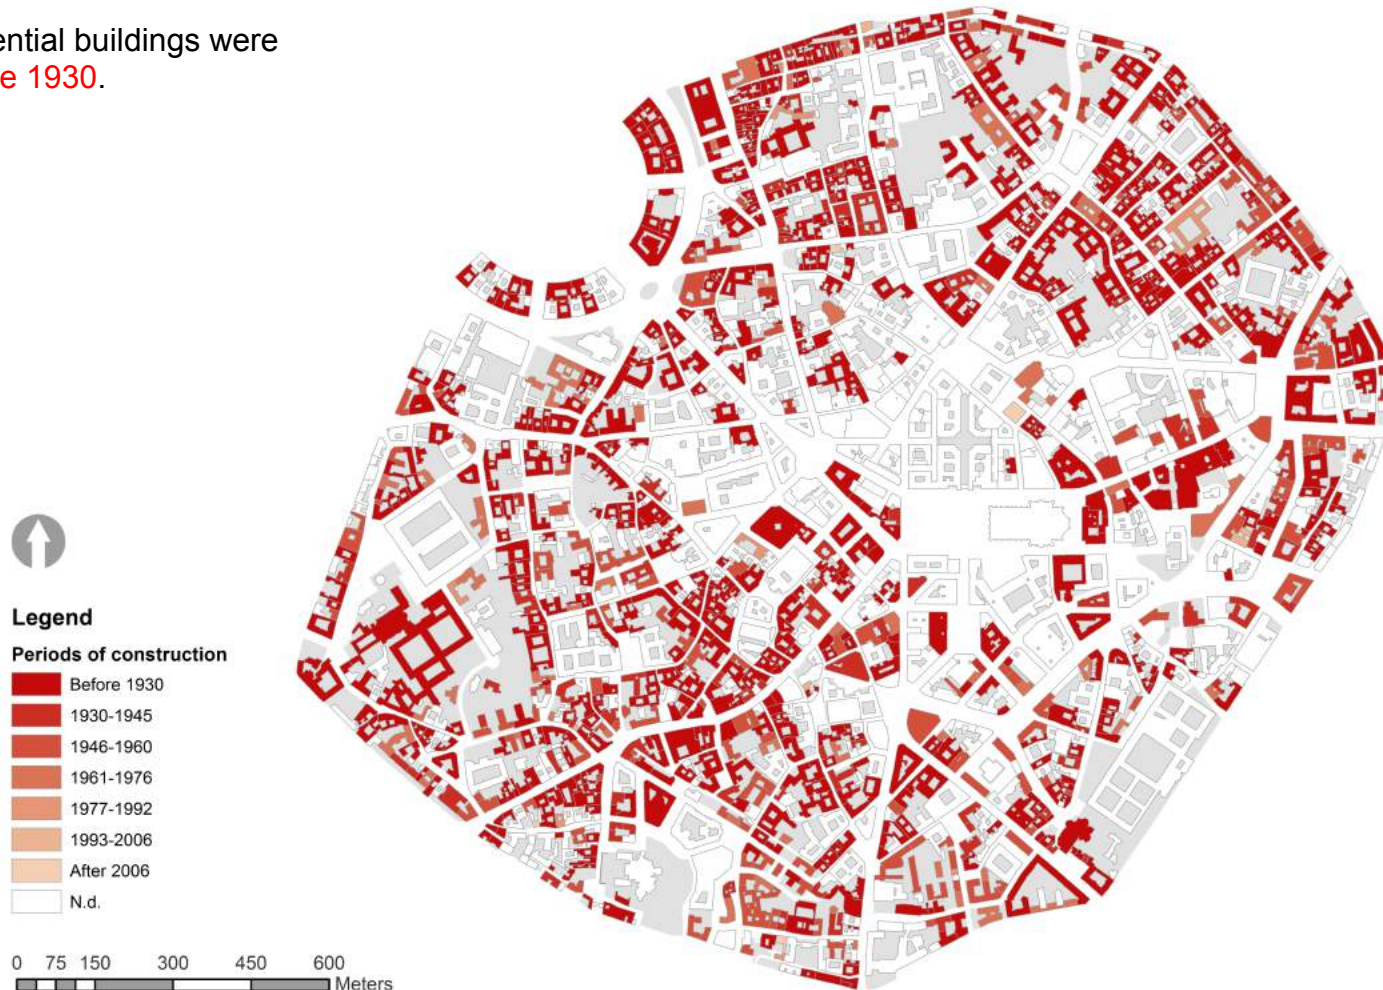 ential buildings were
e 1930.
Legend
Periods of construction
Before 1930
1930-1945
1946-1960
1961-1976
1977-1992
1993-2006
After 2006
N.d.
0 75 150 300 450 600
Meters